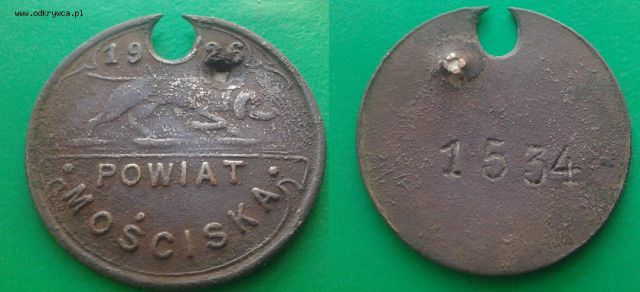 www.odkrywca.pl
1926
POWIAT
MOŚCISKA
1534